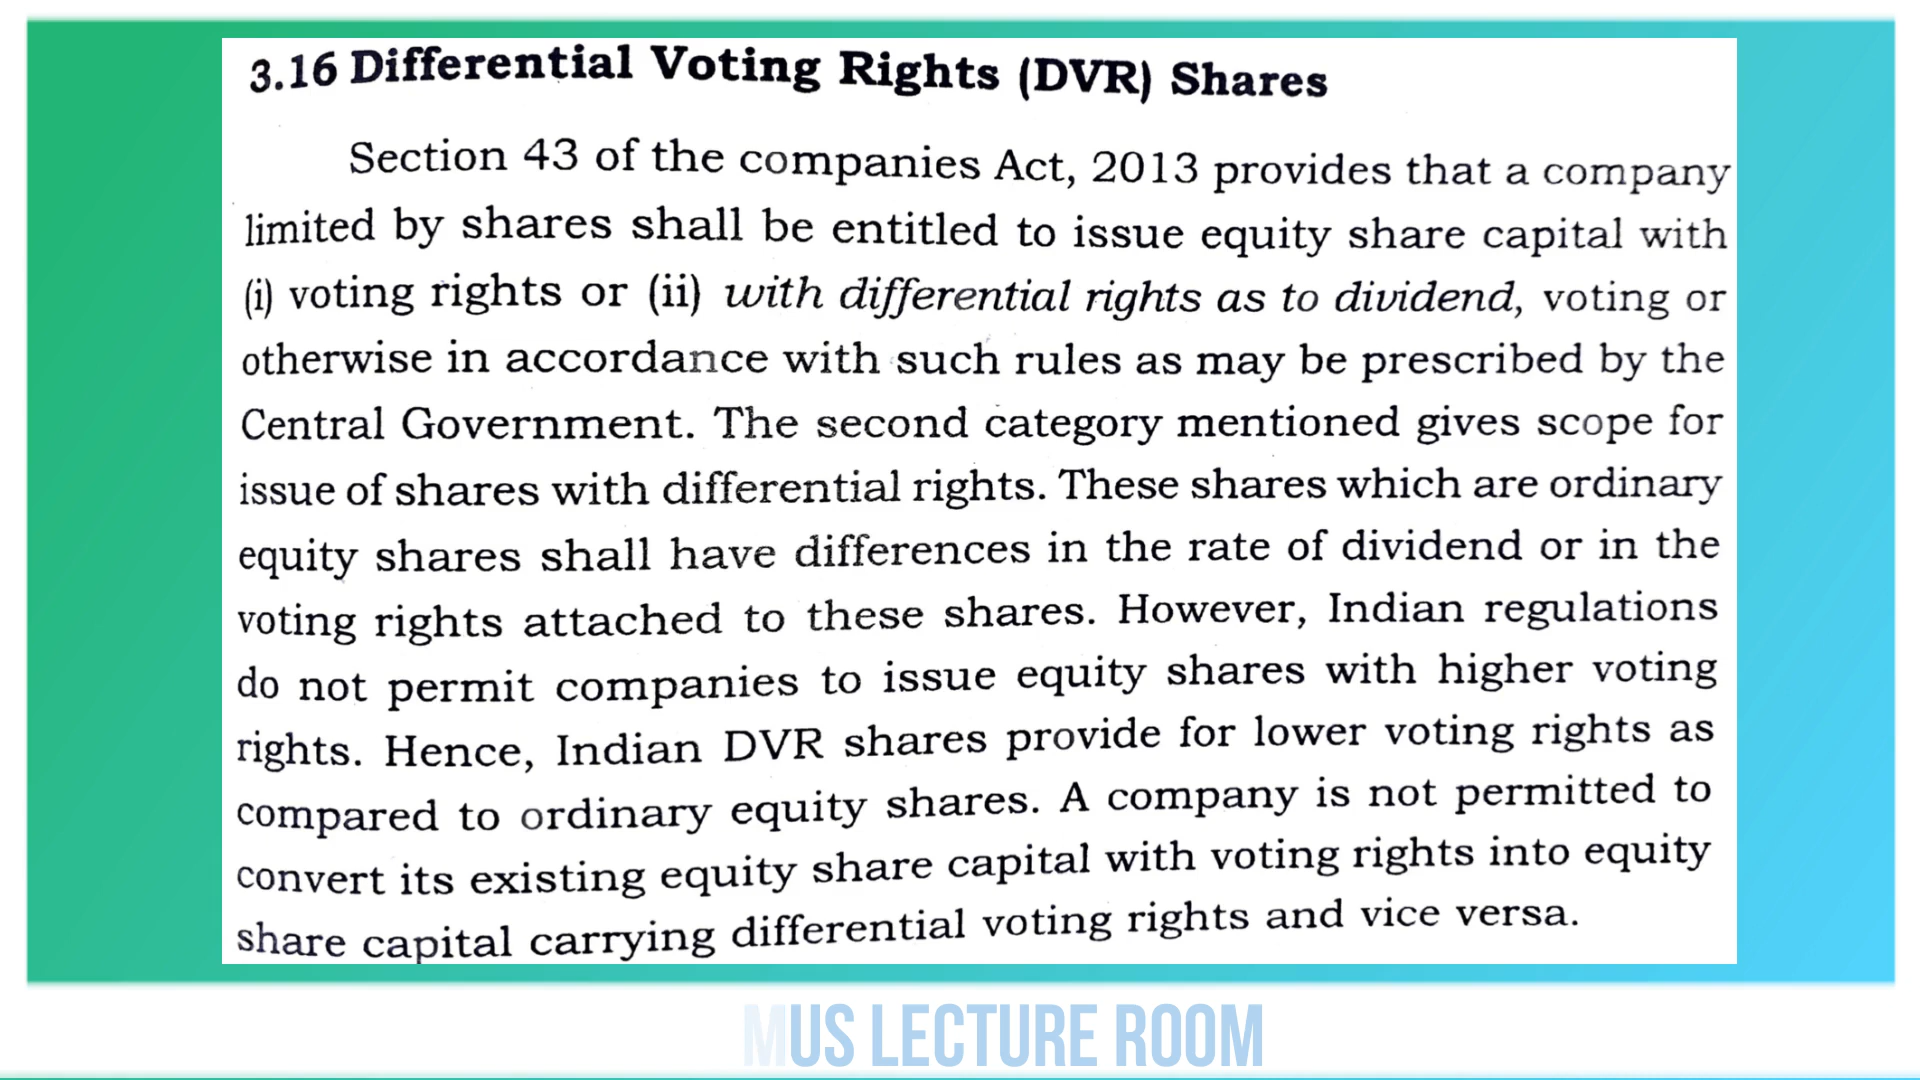 3.16 Differential Voting Rights (DVR) Shares
Section 43 of the companies Act, 2013 provides that a company
limited by shares shall be entitled to issue equity share capital with
(i) voting rights or (ii) with differential rights as to dividend, voting or
otherwise in accordance with such rules as may be prescribed by the
Central Government. The second category mentioned gives scope for
issue of shares with differential rights. These shares which are ordinary
equity shares shall have differences in the rate of dividend or in the
voting rights attached to these shares. However, Indian regulations
do not permit companies to issue equity shares with higher voting
rights. Hence, Indian DVR shares provide for lower voting rights as
compared to ordinary equity shares. A company is not permitted to
convert its existing equity share capital with voting rights into equity
share capital carrying differential voting rights and vice versa.
MUS LECTURE ROOM